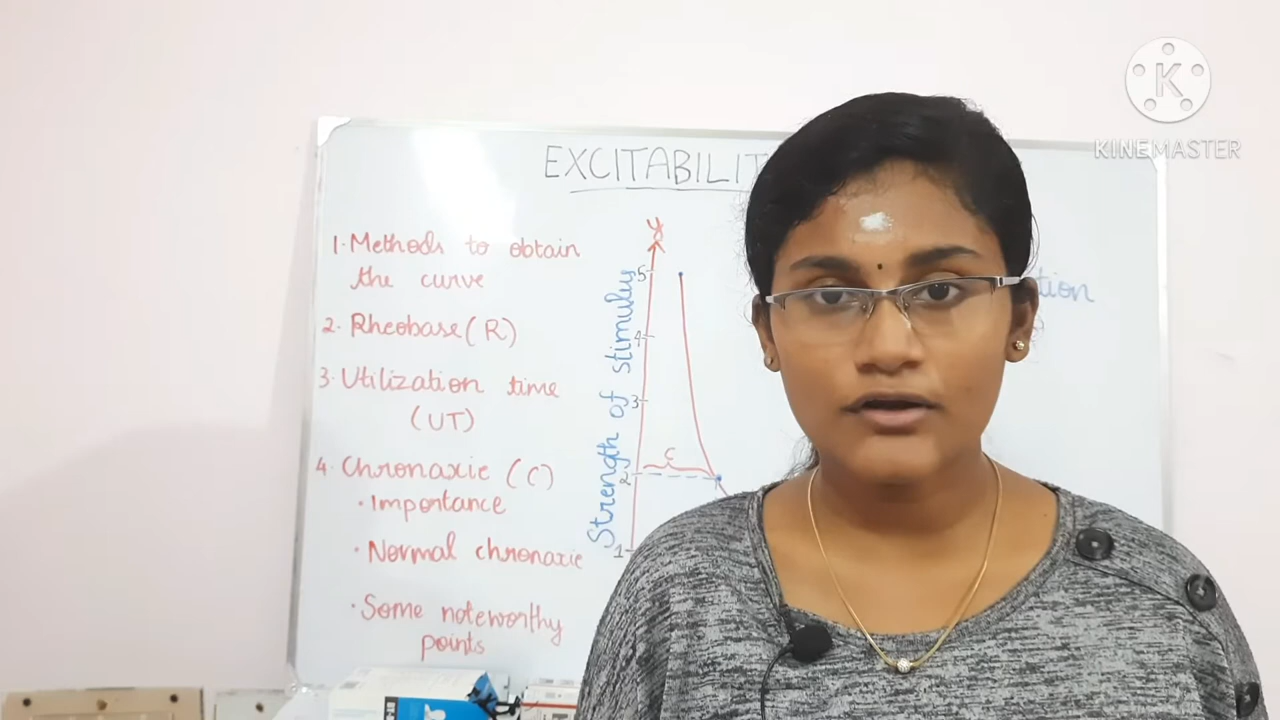 EXCITABILIT
1. Methods to obtain
the curve
2. Rheobase (R)
3. Utilization time
(UT)
4. Chronaxie (C)
• Importance
• Normal chronaxie
• Some noteworthy
points
Strength of stimulus
y
5
4
3
2
1
C
tion
K
KINEMASTER